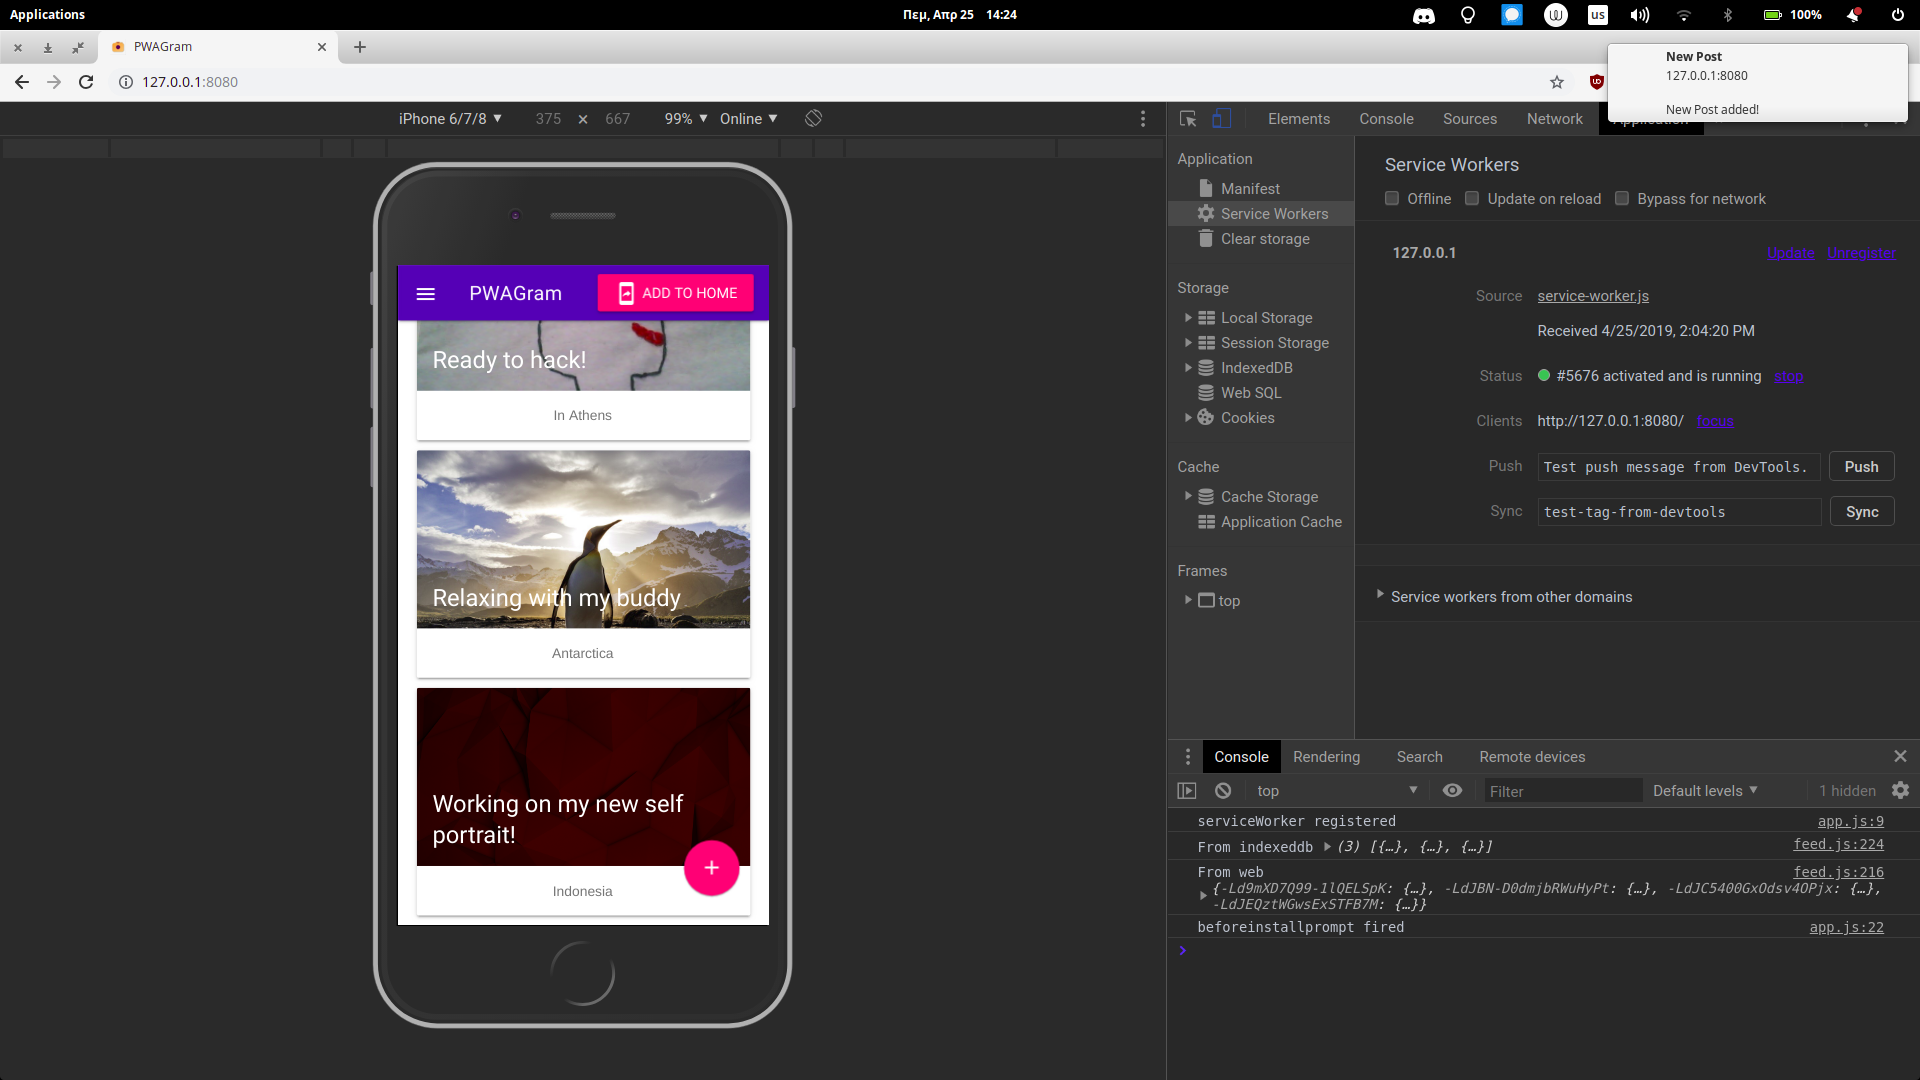 Applications
Πεμ, Απρ 25 14:24
us
100%
PWAGram
127.0.0.1:8080
New Post
127.0.0.1:8080
New Post added!
iPhone 6/7/8 375 × 667 99% Online
Elements Console Sources Network Application
PWAGram
ADD TO HOME
Ready to hack!
In Athens
Relaxing with my buddy
Antarctica
Working on my new self
portrait!
Indonesia
+
Application
Manifest
Service Workers
Clear storage
Storage
Local Storage
Session Storage
IndexedDB
Web SQL
Cookies
Cache
Cache Storage
Application Cache
Frames
top
Service Workers
Offline Update on reload Bypass for network
127.0.0.1 Update Unregister
Source service-worker.js
Received 4/25/2019, 2:04:20 PM
Status #5676 activated and is running stop
Clients http://127.0.0.1:8080/ focus
Push Test push message from DevTools. Push
Sync test-tag-from-devtools Sync
Service workers from other domains
Console Rendering Search Remote devices
top Filter Default levels 1 hidden
serviceWorker registered app.js:9
From indexeddb (3) [{…}, {…}, {…}] feed.js:224
From web feed.js:216
{-Ld9mXD7Q99-1lQELSpK: {…}, -LdJBN-D0dmjbRWuHyPt: {…}, -LdJC5400GxOdsv4OPjx: {…},
-LdJEQztWGwsExSTFB7M: {…}}
beforeinstallprompt fired app.js:22